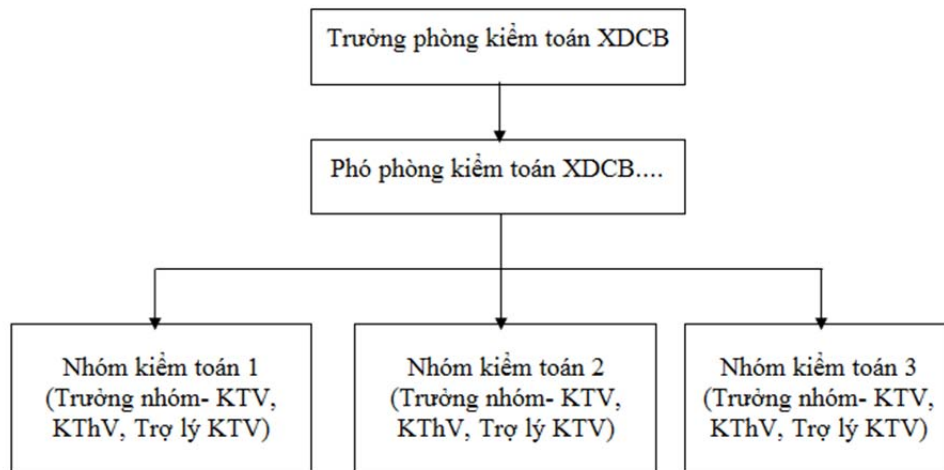 Trưởng phòng kiểm toán XDCB
Phó phòng kiểm toán XDCB....
Nhóm kiểm toán 1
(Trưởng nhóm- KTV,
KThV, Trợ lý KTV)
Nhóm kiểm toán 2
(Trưởng nhóm- KTV,
KThV, Trợ lý KTV)
Nhóm kiểm toán 3
(Trưởng nhóm- KTV,
KThV, Trợ lý KTV)